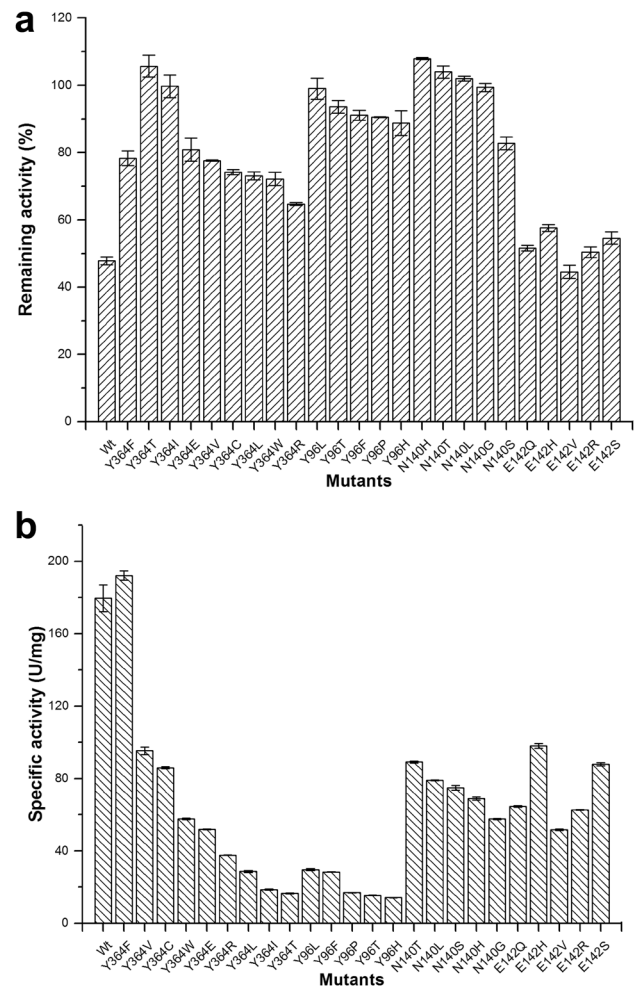 a
120
100
80
60
40
20
0
Remaining activity (%)
Wt Y364F Y364T Y364I Y364E Y364V Y364C Y364L Y364W Y364R Y96L Y96T Y96F Y96P Y96H N140H N140T N140L N140G N140S E142Q E142H E142V E142R E142S
Mutants
b
200
160
120
80
40
0
Specific activity (U/mg)
Wt Y364F Y364V Y364C Y364W Y364E Y364R Y364L Y364I Y364T Y96L Y96F Y96P Y96T Y96H N140T N140L N140S N140H N140G E142Q E142H E142V E142R E142S
Mutants